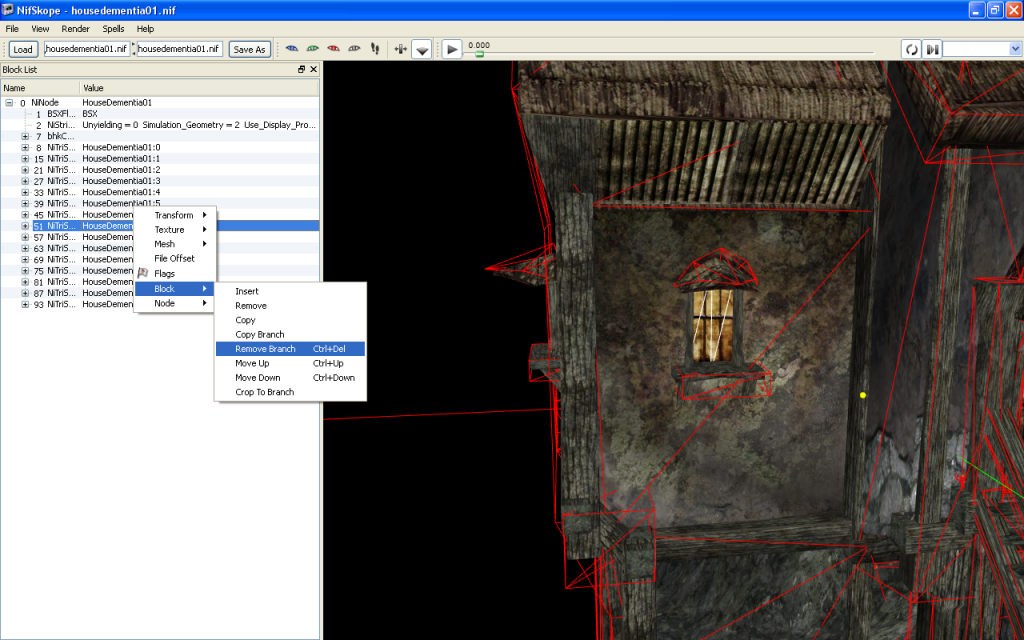 NifSkope - housedementia01.nif
File View Render Spells Help
Load housedementia01.nif housedementia01.nif Save As 0.000
Block List
Name Value
0 NiNode HouseDementia01
1 BSXFl... BSX
2 NiStri... Unyielding = 0 Simulation_Geometry = 2 Use_Display_Pro...
7 bhkC...
8 NiTriS... HouseDementia01:0
15 NiTriS... HouseDementia01:1
21 NiTriS... HouseDementia01:2
27 NiTriS... HouseDementia01:3
33 NiTriS... HouseDementia01:4
39 NiTriS... HouseDementia01:5
45 NiTriS... HouseDemen
51 NiTriS... HouseDemen
57 NiTriS... HouseDemen
63 NiTriS... HouseDemen
69 NiTriS... HouseDemen
75 NiTriS... HouseDemen
81 NiTriS... HouseDemen
87 NiTriS... HouseDemen
93 NiTriS... HouseDemen
Transform
Texture
Mesh
File Offset
Flags
Block
Node
Insert
Remove
Copy
Copy Branch
Remove Branch Ctrl+Del
Move Up Ctrl+Up
Move Down Ctrl+Down
Crop To Branch